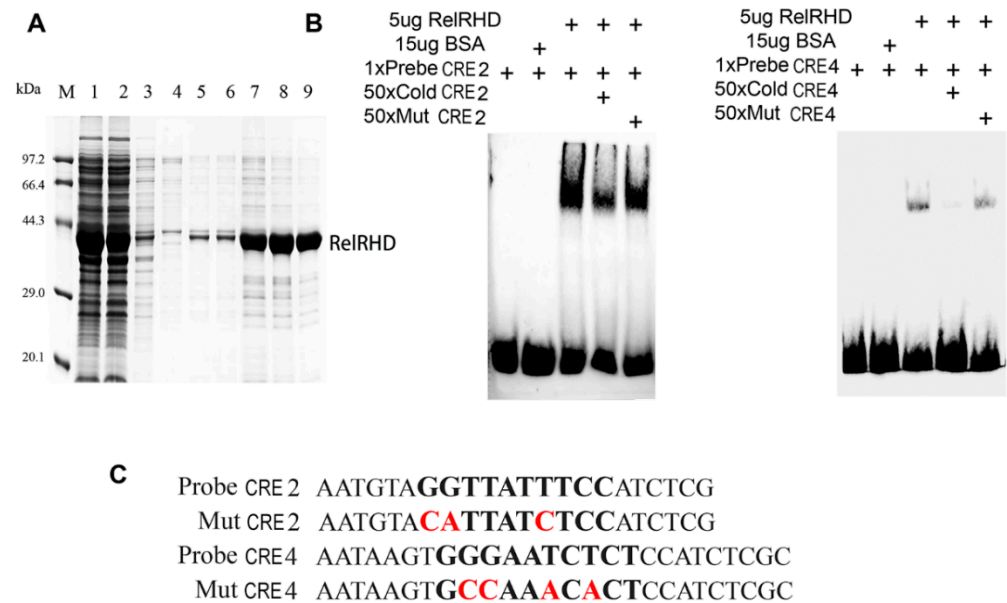 A
kDa M 1 2 3 4 5 6 7 8 9
97.2
66.4
44.3
RelRHD
29.0
20.1
B
5ug RelRHD + + +
15ug BSA +
1xPrebe CRE2 + + + + +
50xCold CRE2 +
50xMut CRE2 +
5ug RelRHD + + +
15ug BSA +
1xPrebe CRE4 + + + + +
50xCold CRE4 +
50xMut CRE4 +
C
Probe CRE2 AATGTAGGTTATTTCCATCTCG
Mut CRE2 AATGTACATTATCTCCATCTCG
Probe CRE4 AATAAGTGGGAATCTCTCCATCTCGC
Mut CRE4 AATAAGTGCCAAACACTCCATCTCGC